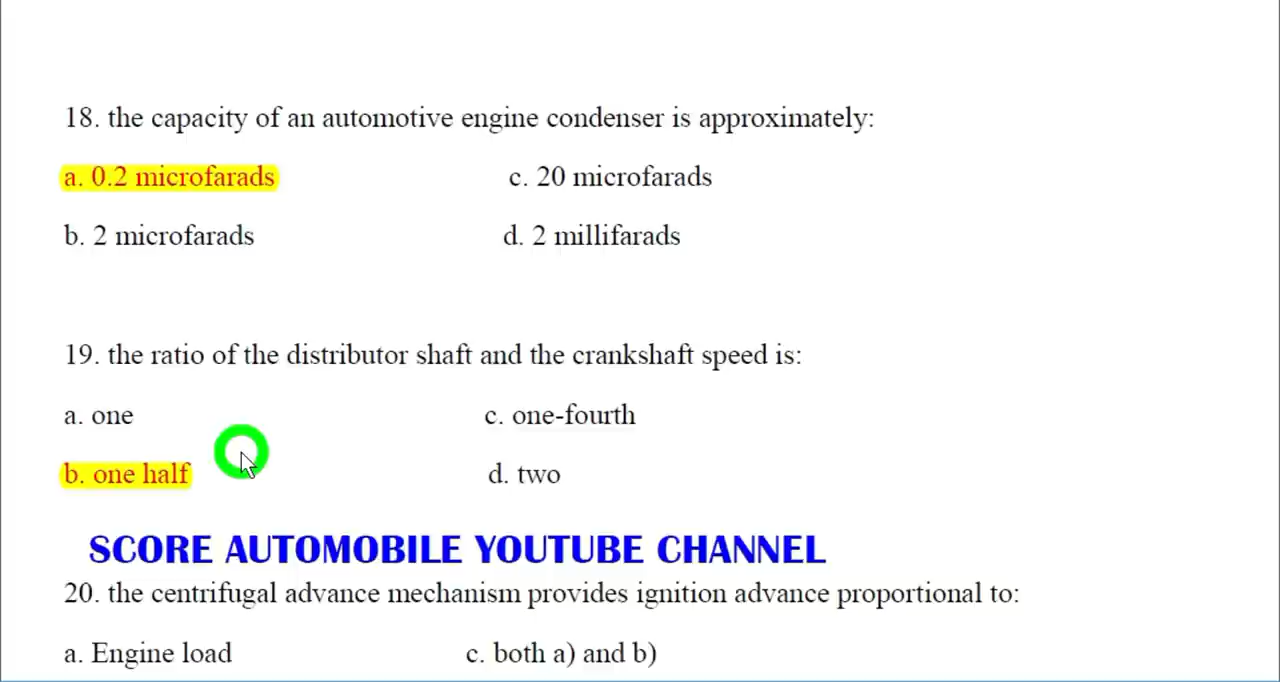 18. the capacity of an automotive engine condenser is approximately:
a. 0.2 microfarads c. 20 microfarads
b. 2 microfarads d. 2 millifarads
19. the ratio of the distributor shaft and the crankshaft speed is:
a. one c. one-fourth
b. one half d. two
SCORE AUTOMOBILE YOUTUBE CHANNEL
20. the centrifugal advance mechanism provides ignition advance proportional to:
a. Engine load c. both a) and b)